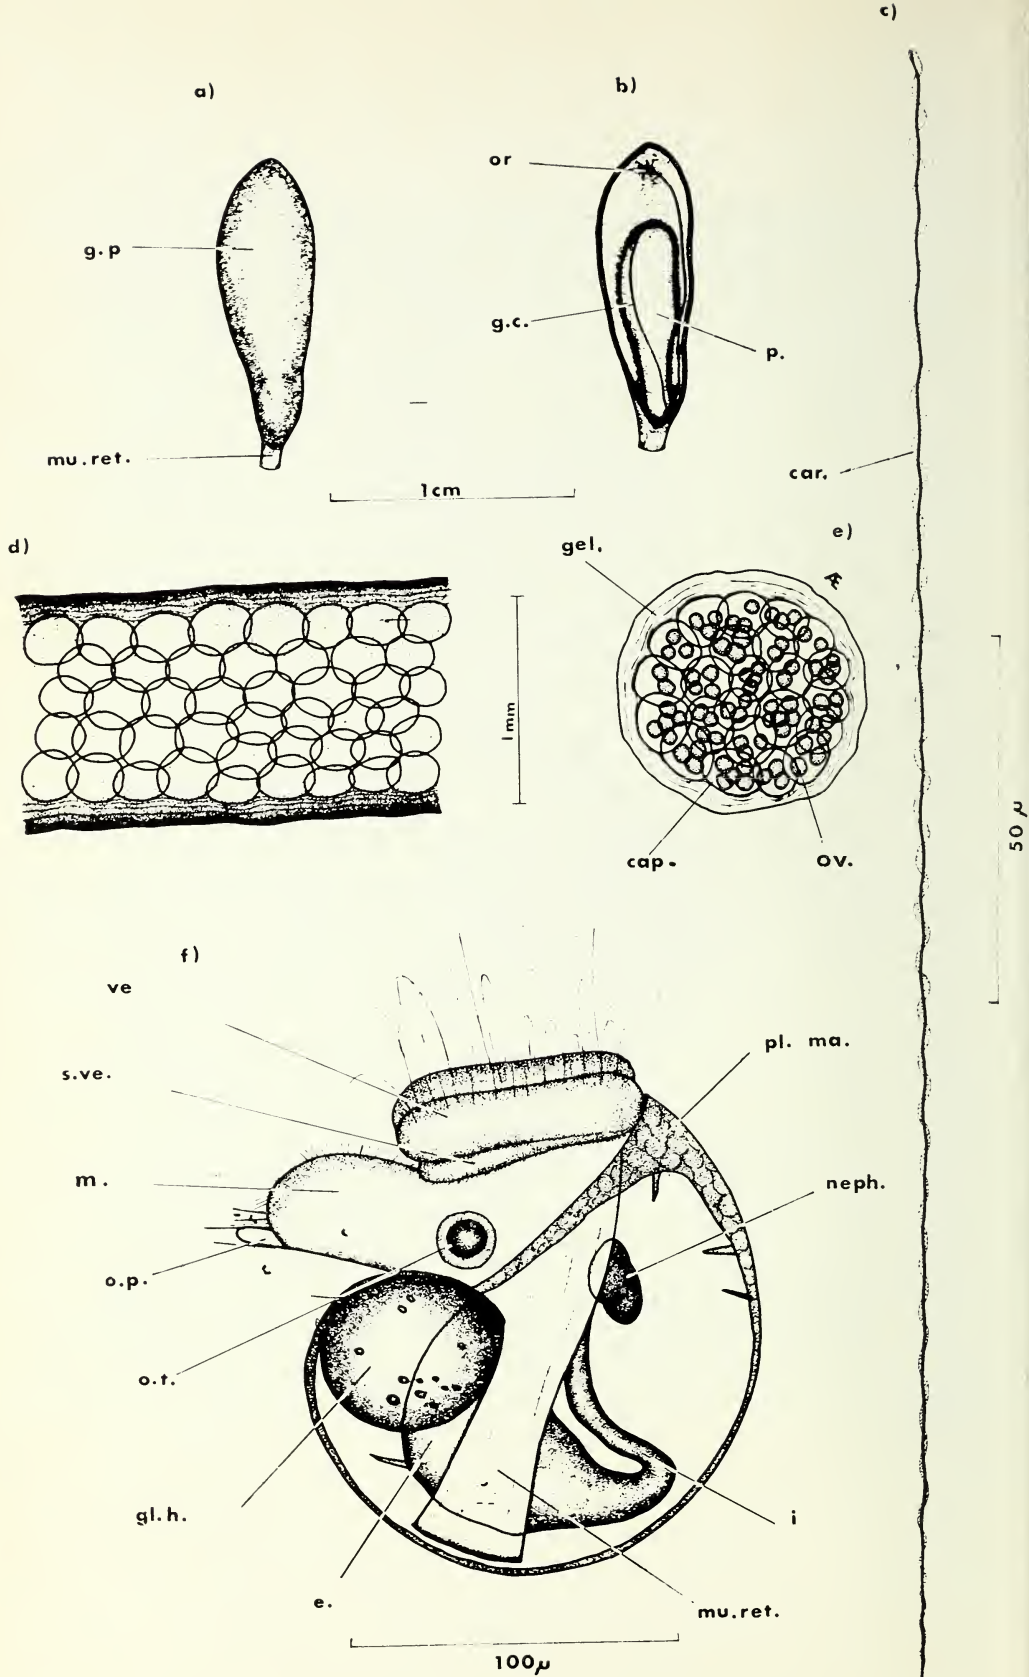 c)
a)
b)
or
g.p
g.c.
p.
mu.ret.
1cm
car.
d)
gel.
e)
Æ
1mm
cap.
ov.
50 µ
f)
ve
pl. ma.
s.ve.
m.
neph.
o.p.
o.t.
gl.h.
i
e.
mu.ret.
100µ